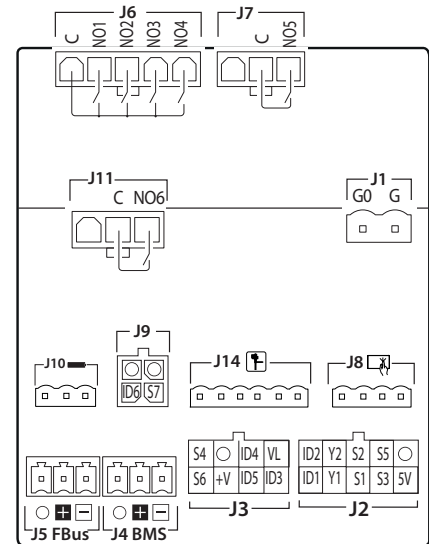 J6
J7
C NO1 NO2 NO3 NO4
C NO5
J11
C NO6
J1
G0 G
J9
J10
J14
J8
ID6 S7
S4 ID4 VL
S6 +V ID5 ID3
J3
ID2 Y2 S2 S5
ID1 Y1 S1 S3 5V
J2
J5 FBus
J4 BMS